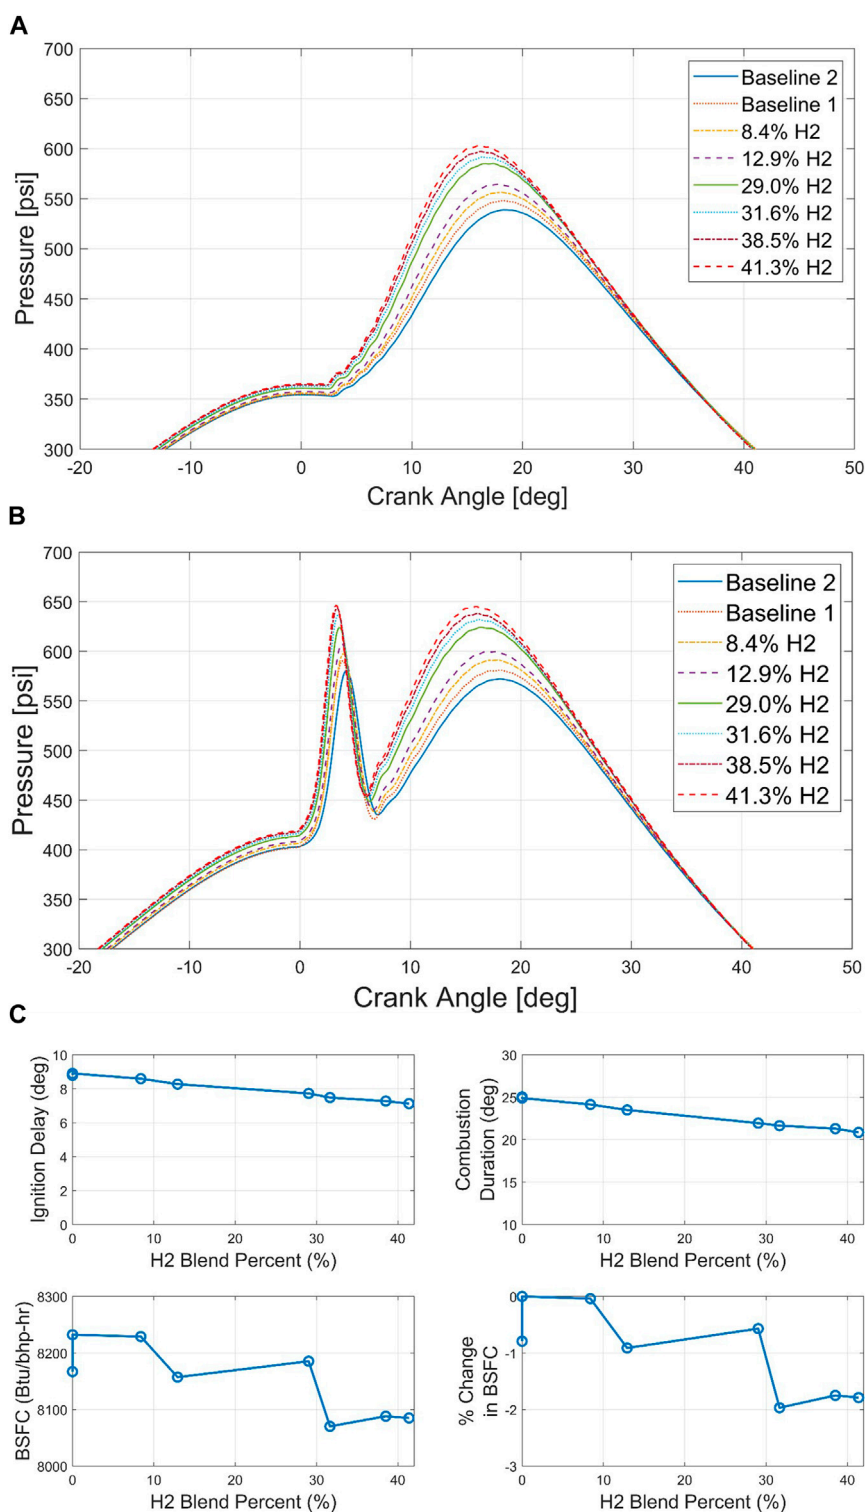 A
700
650
600
550
500
450
400
350
300
Pressure [psi]
-20
-10
0
10
20
30
40
50
Crank Angle [deg]
Baseline 2
Baseline 1
8.4% H2
12.9% H2
29.0% H2
31.6% H2
38.5% H2
41.3% H2
B
700
650
600
550
500
450
400
350
300
Pressure [psi]
-20
-10
0
10
20
30
40
50
Crank Angle [deg]
Baseline 2
Baseline 1
8.4% H2
12.9% H2
29.0% H2
31.6% H2
38.5% H2
41.3% H2
C
10
8
6
4
2
0
Ignition Delay (deg)
0
10
20
30
40
H2 Blend Percent (%)
30
25
20
15
10
Combustion
Duration (deg)
0
10
20
30
40
H2 Blend Percent (%)
8300
8200
8100
8000
BSFC (Btu/bhp-hr)
0
10
20
30
40
H2 Blend Percent (%)
0
-1
-2
-3
% Change
in BSFC
0
10
20
30
40
H2 Blend Percent (%)